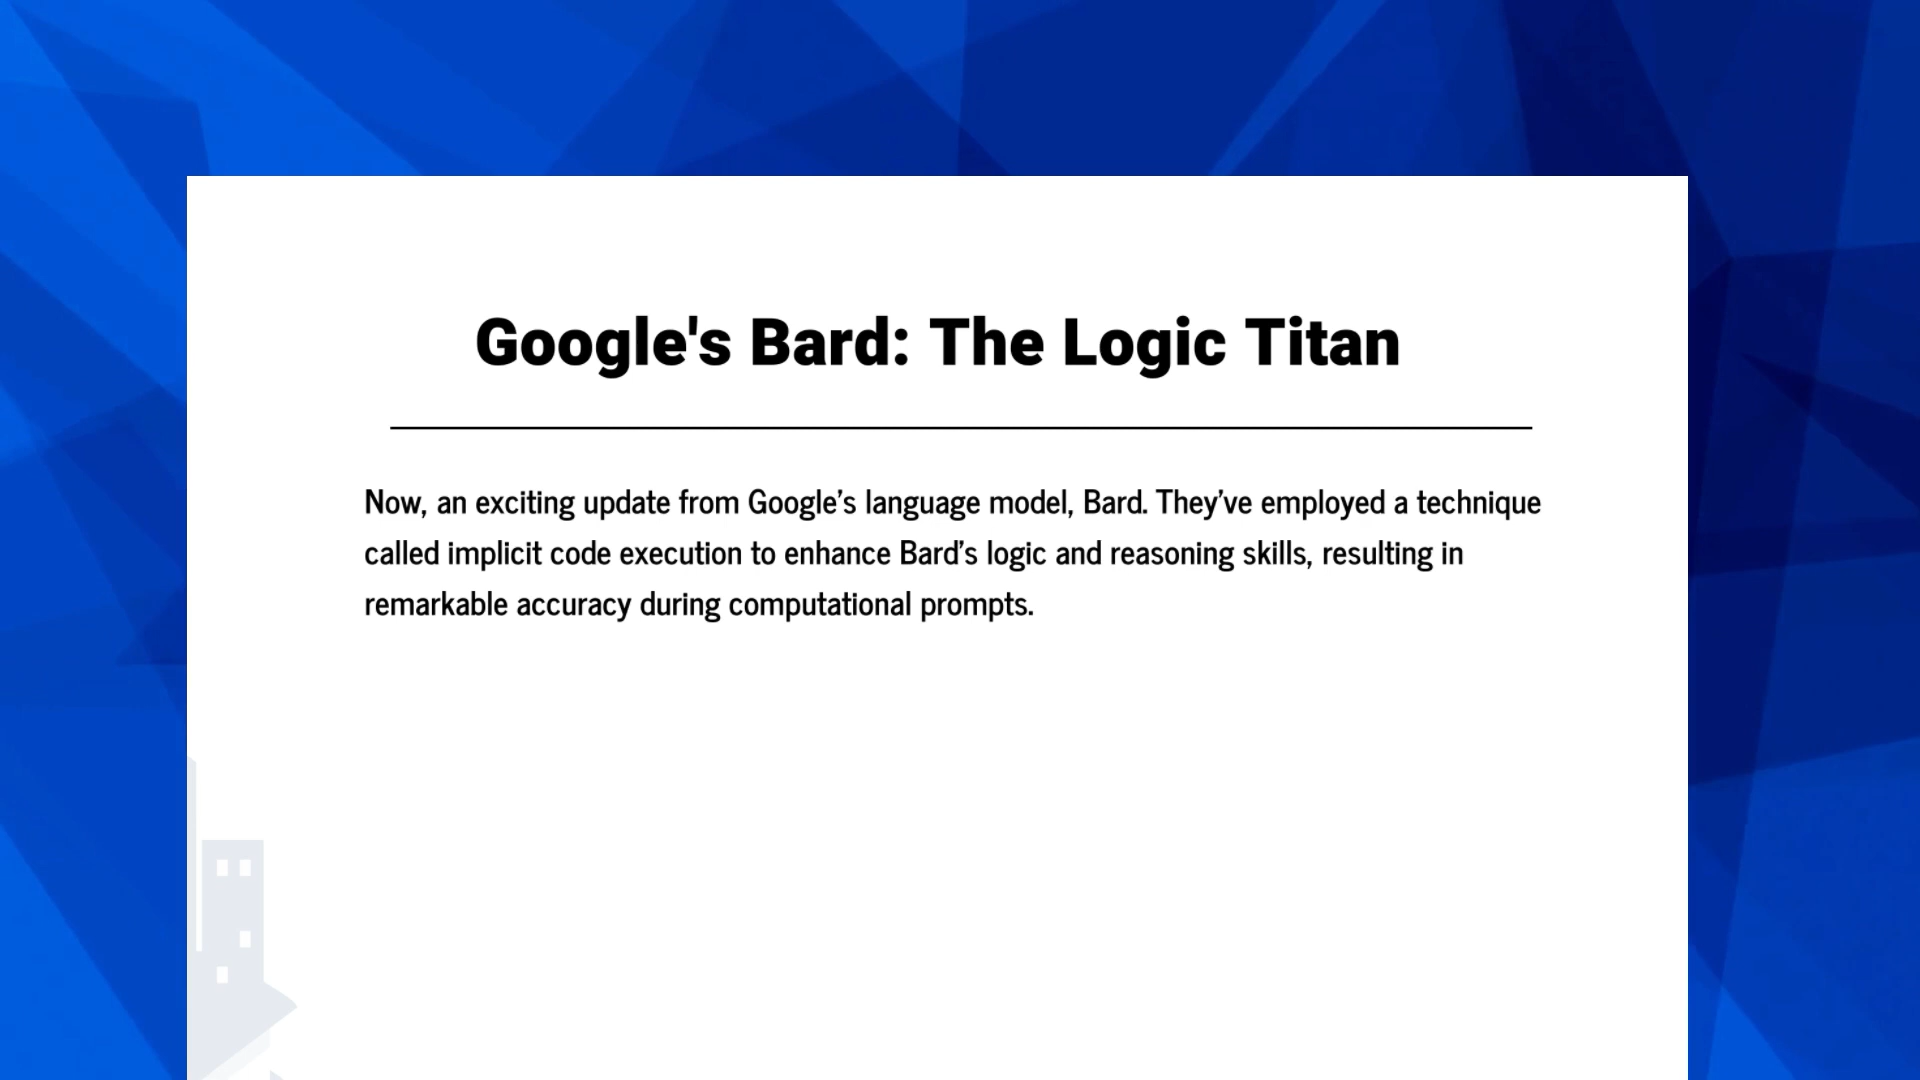 Google's Bard: The Logic Titan
Now, an exciting update from Google’s language model, Bard. They’ve employed a technique
called implicit code execution to enhance Bard’s logic and reasoning skills, resulting in
remarkable accuracy during computational prompts.